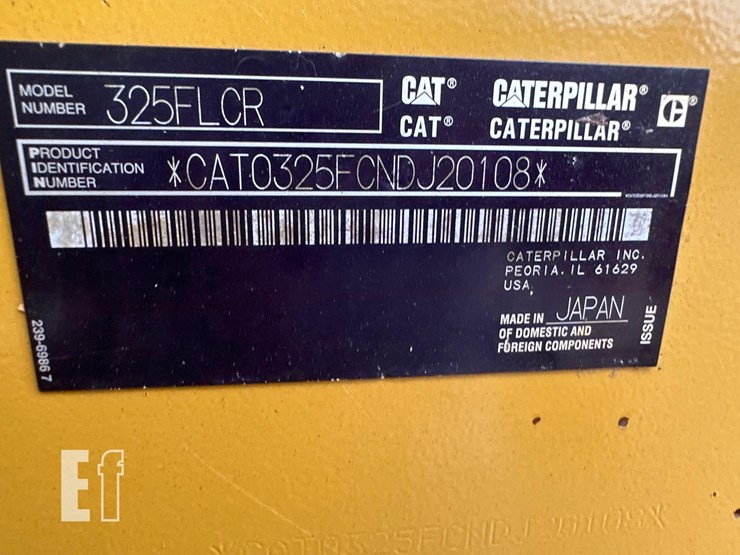 MODEL NUMBER 325FLCR
CAT® CATERPILLAR®
CAT® CATERPILLAR®
PRODUCT IDENTIFICATION NUMBER *CAT0325FCNDJ20108*
CATERPILLAR INC.
PEORIA, IL 61629
USA
MADE IN JAPAN
OF DOMESTIC AND
FOREIGN COMPONENTS
ISSUE
239-6986 7
Ef
*CAT0325FCNDJ20108*